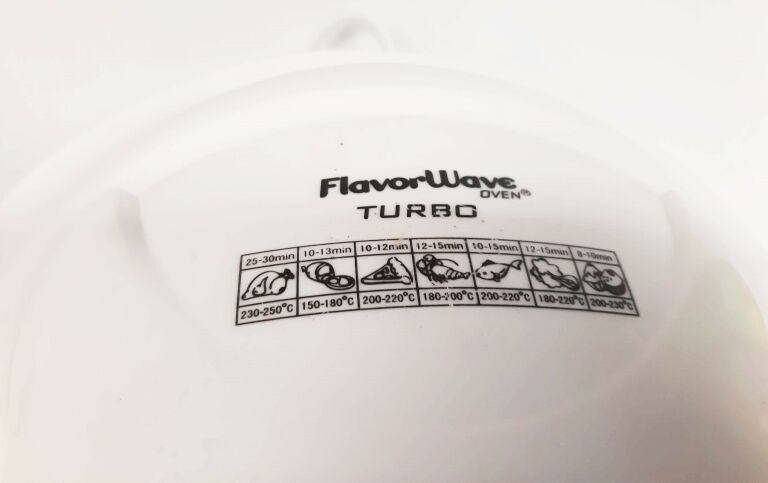 FlavorWave
OVEN®
TURBO
25-30min 10-13min 10-12min 12-15min 10-15min 12-15min 8-10min
230-250°C 150-180°C 200-220°C 180-200°C 200-220°C 180-220°C 200-230°C